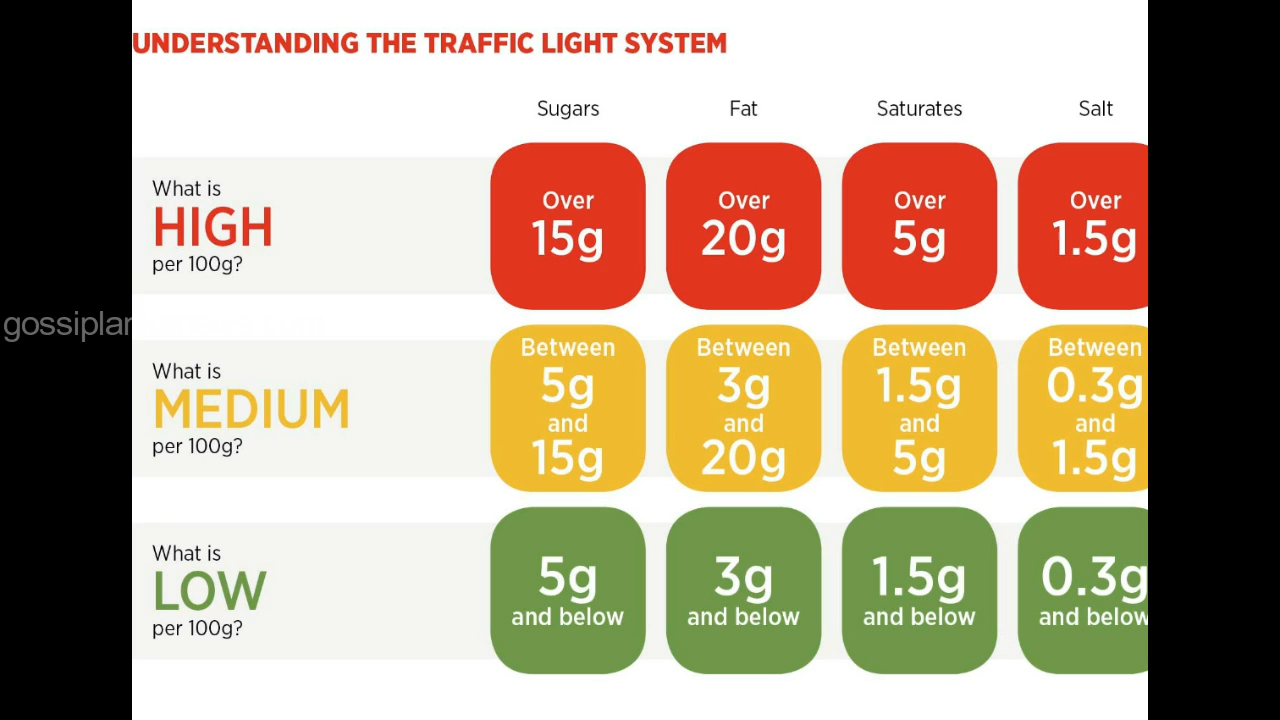 UNDERSTANDING THE TRAFFIC LIGHT SYSTEM
Sugars Fat Saturates Salt
What is
HIGH
per 100g?
Over
15g
Over
20g
Over
5g
Over
1.5g
What is
MEDIUM
per 100g?
Between
5g
and
15g
Between
3g
and
20g
Between
1.5g
and
5g
Between
0.3g
and
1.5g
What is
LOW
per 100g?
5g
and below
3g
and below
1.5g
and below
0.3g
and below